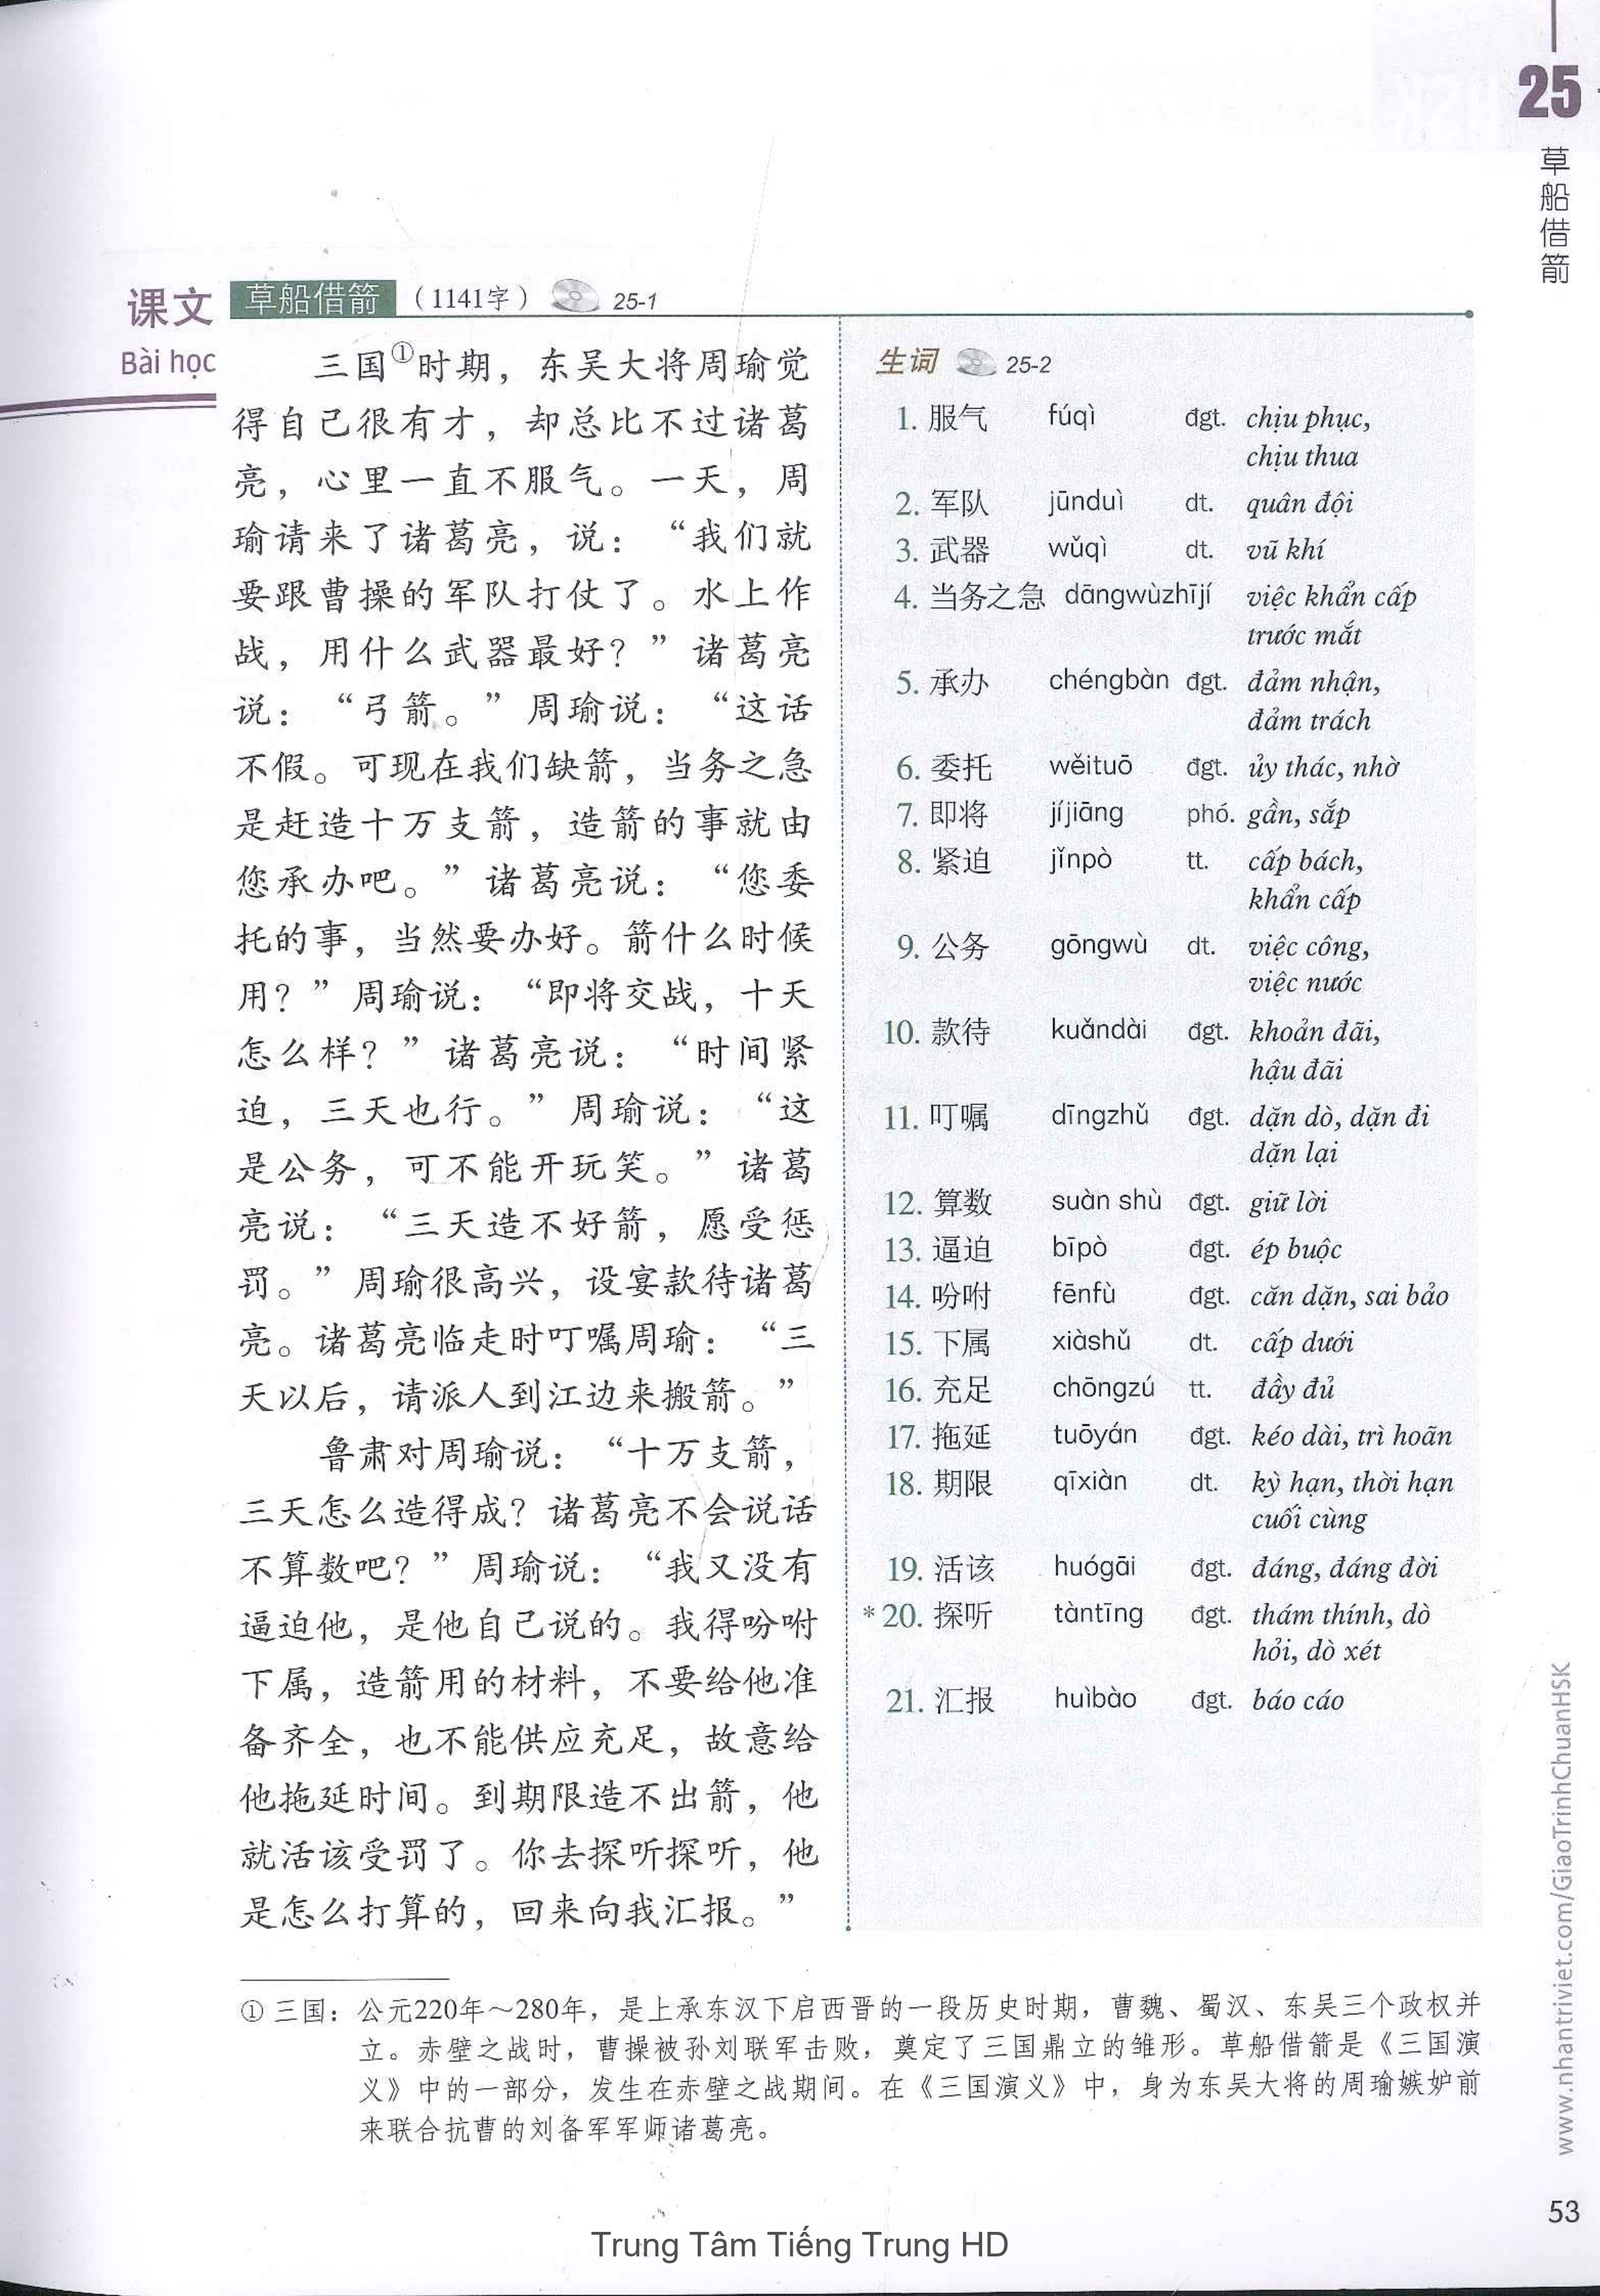 25
草船借箭
课文 草船借箭 （1141字） 25-1
Bài học
三国①时期，东吴大将周瑜觉
得自己很有才，却总比不过诸葛
亮，心里一直不服气。一天，周
瑜请来了诸葛亮，说：“我们就
要跟曹操的军队打仗了。水上作
战，用什么武器最好？”诸葛亮
说：“弓箭。”周瑜说：“这话
不假。可现在我们缺箭，当务之急
是赶造十万支箭，造箭的事就由
您承办吧。”诸葛亮说：“您委
托的事，当然要办好。箭什么时候
用？”周瑜说：“即将交战，十天
怎么样？”诸葛亮说：“时间紧
迫，三天也行。”周瑜说：“这
是公务，可不能开玩笑。”诸葛
亮说：“三天造不好箭，愿受惩
罚。”周瑜很高兴，设宴款待诸葛
亮。诸葛亮临走时叮嘱周瑜：“三
天以后，请派人到江边来搬箭。”
鲁肃对周瑜说：“十万支箭，
三天怎么造得成？诸葛亮不会说话
不算数吧？”周瑜说：“我又没有
逼迫他，是他自己说的。我得吩咐
下属，造箭用的材料，不要给他准
备齐全，也不能供应充足，故意给
他拖延时间。到期限造不出箭，他
就活该受罚了。你去探听探听，他
是怎么打算的，回来向我汇报。”
生词 25-2
1. 服气 fúqì đgt. chịu phục,
chịu thua
2. 军队 jūnduì dt. quân đội
3. 武器 wǔqì dt. vũ khí
4. 当务之急 dāngwùzhījí việc khẩn cấp
trước mắt
5. 承办 chéngbàn đgt. đảm nhận,
đảm trách
6. 委托 wěituō đgt. ủy thác, nhờ
7. 即将 jíjiāng phó. gần, sắp
8. 紧迫 jǐnpò tt. cấp bách,
khẩn cấp
9. 公务 gōngwù dt. việc công,
việc nước
10. 款待 kuǎndài đgt. khoản đãi,
hậu đãi
11. 叮嘱 dīngzhǔ đgt. dặn dò, dặn đi
dặn lại
12. 算数 suàn shù đgt. giữ lời
13. 逼迫 bīpò đgt. ép buộc
14. 吩咐 fēnfù đgt. căn dặn, sai bảo
15. 下属 xiàshǔ dt. cấp dưới
16. 充足 chōngzú tt. đầy đủ
17. 拖延 tuōyán đgt. kéo dài, trì hoãn
18. 期限 qīxiàn dt. kỳ hạn, thời hạn
cuối cùng
19. 活该 huógāi đgt. đáng, đáng đời
*20. 探听 tàntīng đgt. thám thính, dò
hỏi, dò xét
21. 汇报 huìbào đgt. báo cáo
① 三国：公元220年～280年，是上承东汉下启西晋的一段历史时期，曹魏、蜀汉、东吴三个政权并
立。赤壁之战时，曹操被孙刘联军击败，奠定了三国鼎立的雏形。草船借箭是《三国演
义》中的一部分，发生在赤壁之战期间。在《三国演义》中，身为东吴大将的周瑜嫉妒前
来联合抗曹的刘备军军师诸葛亮。
www.nhantriviet.com/GiaoTrinhChuanHSK
53
Trung Tâm Tiếng Trung HD